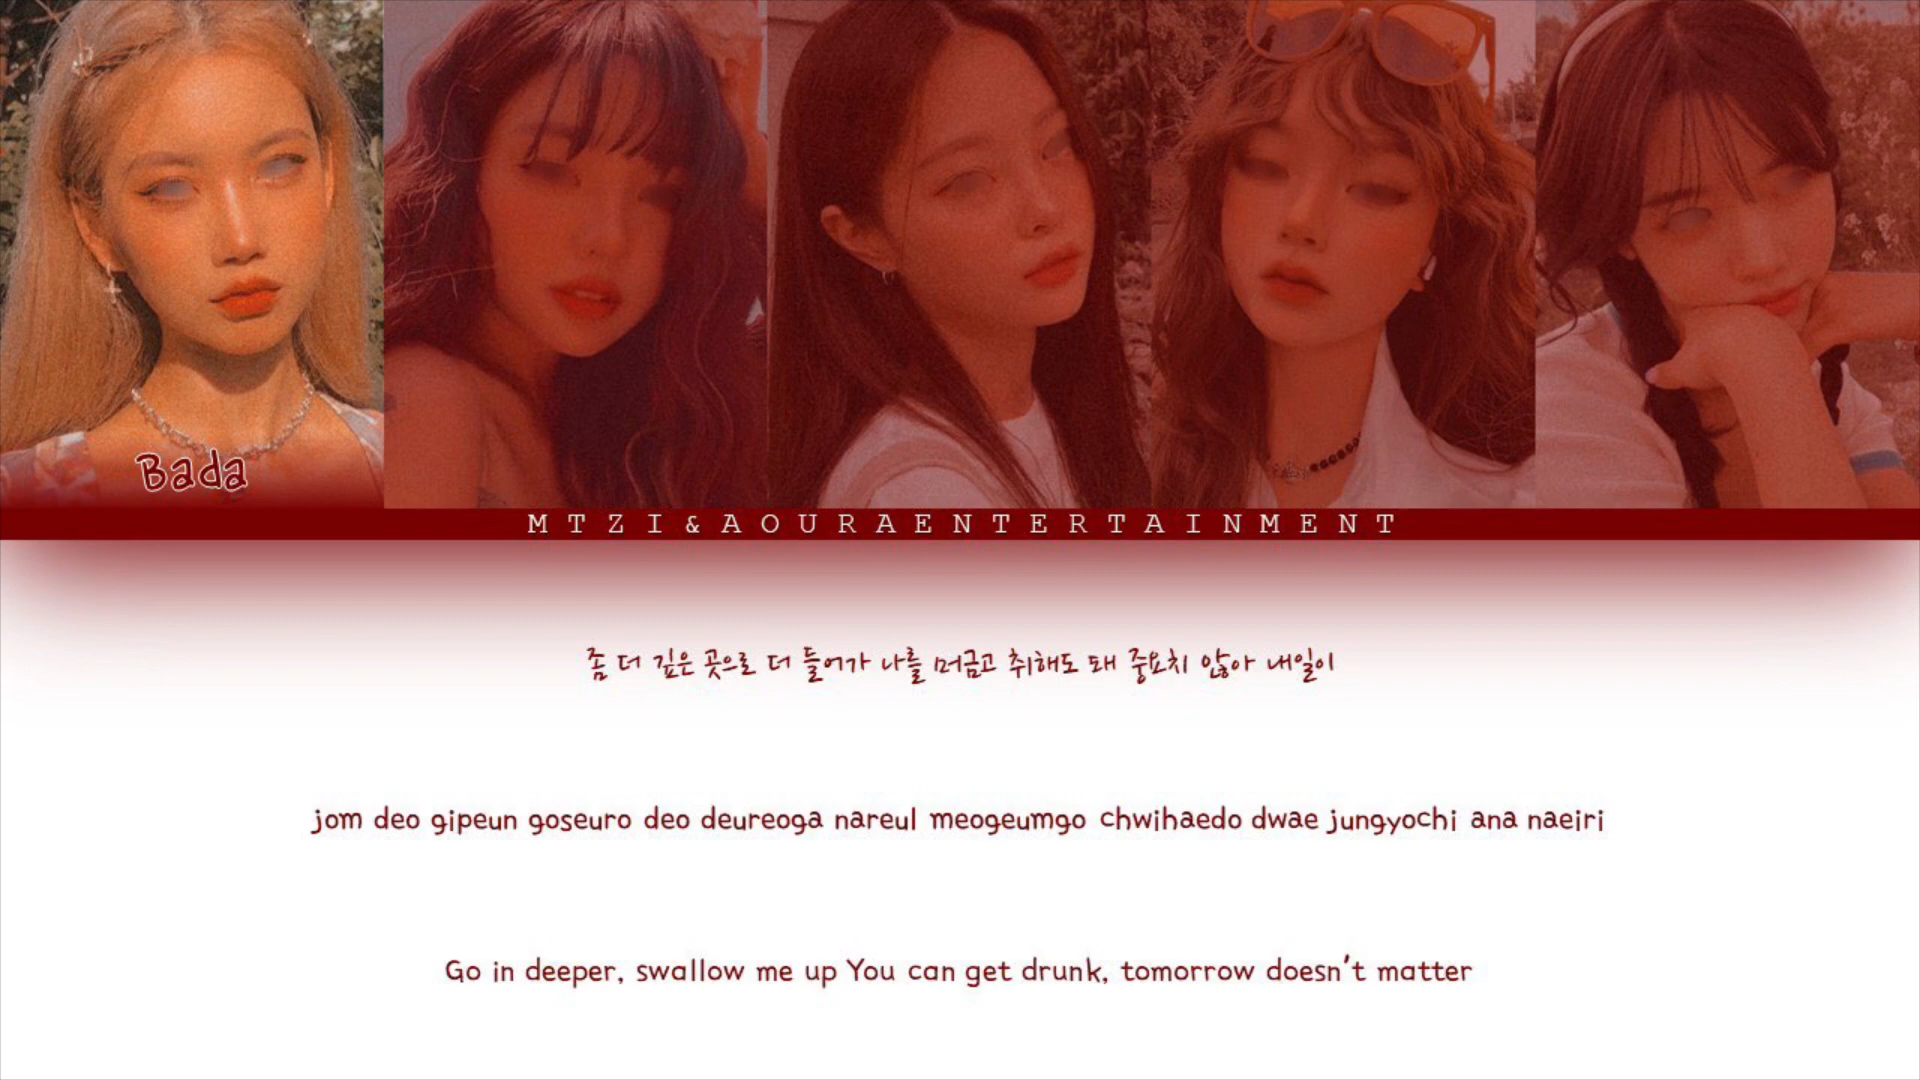 Bada
MTZI&AOURAENTERTAINMENT
좀 더 깊은 곳으로 더 들어가 나를 머금고 취해도 돼 중요치 않아 내일이
jom deo gipeun goseuro deo deureoga nareul meogeumgo chwihaedo dwae jungyochi ana naeiri
Go in deeper, swallow me up You can get drunk, tomorrow doesn't matter